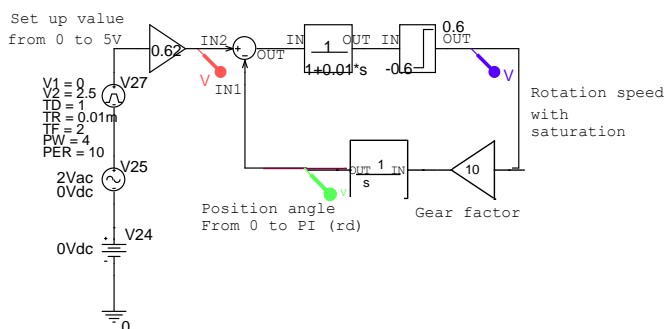 Set up value
from 0 to 5V
0.62
IN2
OUT
IN1
V
IN
1
1+0.01*s
OUT
IN
0.6
-0.6
OUT
V
V1 = 0
V2 = 2.5
TD = 1
TR = 0.01m
TF = 2
PW = 4
PER = 10
V27
Rotation speed
with
saturation
V25
2Vac
0Vdc
OUT
1
s
IN
10
V
Position angle
From 0 to PI (rd)
Gear factor
V24
+
0Vdc
-
0